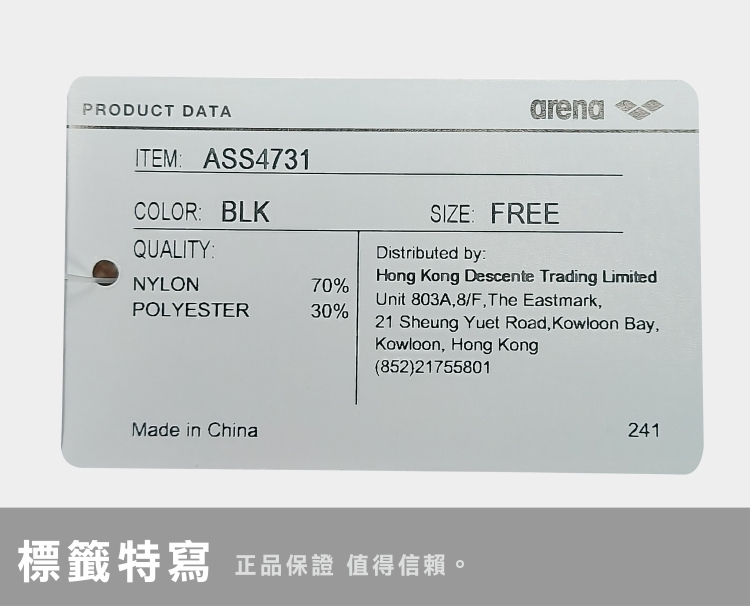 PRODUCT DATA
arena
ITEM: ASS4731
COLOR: BLK SIZE: FREE
QUALITY:
NYLON 70%
POLYESTER 30%
Distributed by:
Hong Kong Descente Trading Limited
Unit 803A,8/F,The Eastmark,
21 Sheung Yuet Road,Kowloon Bay,
Kowloon, Hong Kong
(852)21755801
Made in China
241
標籤特寫 正品保證 值得信賴。